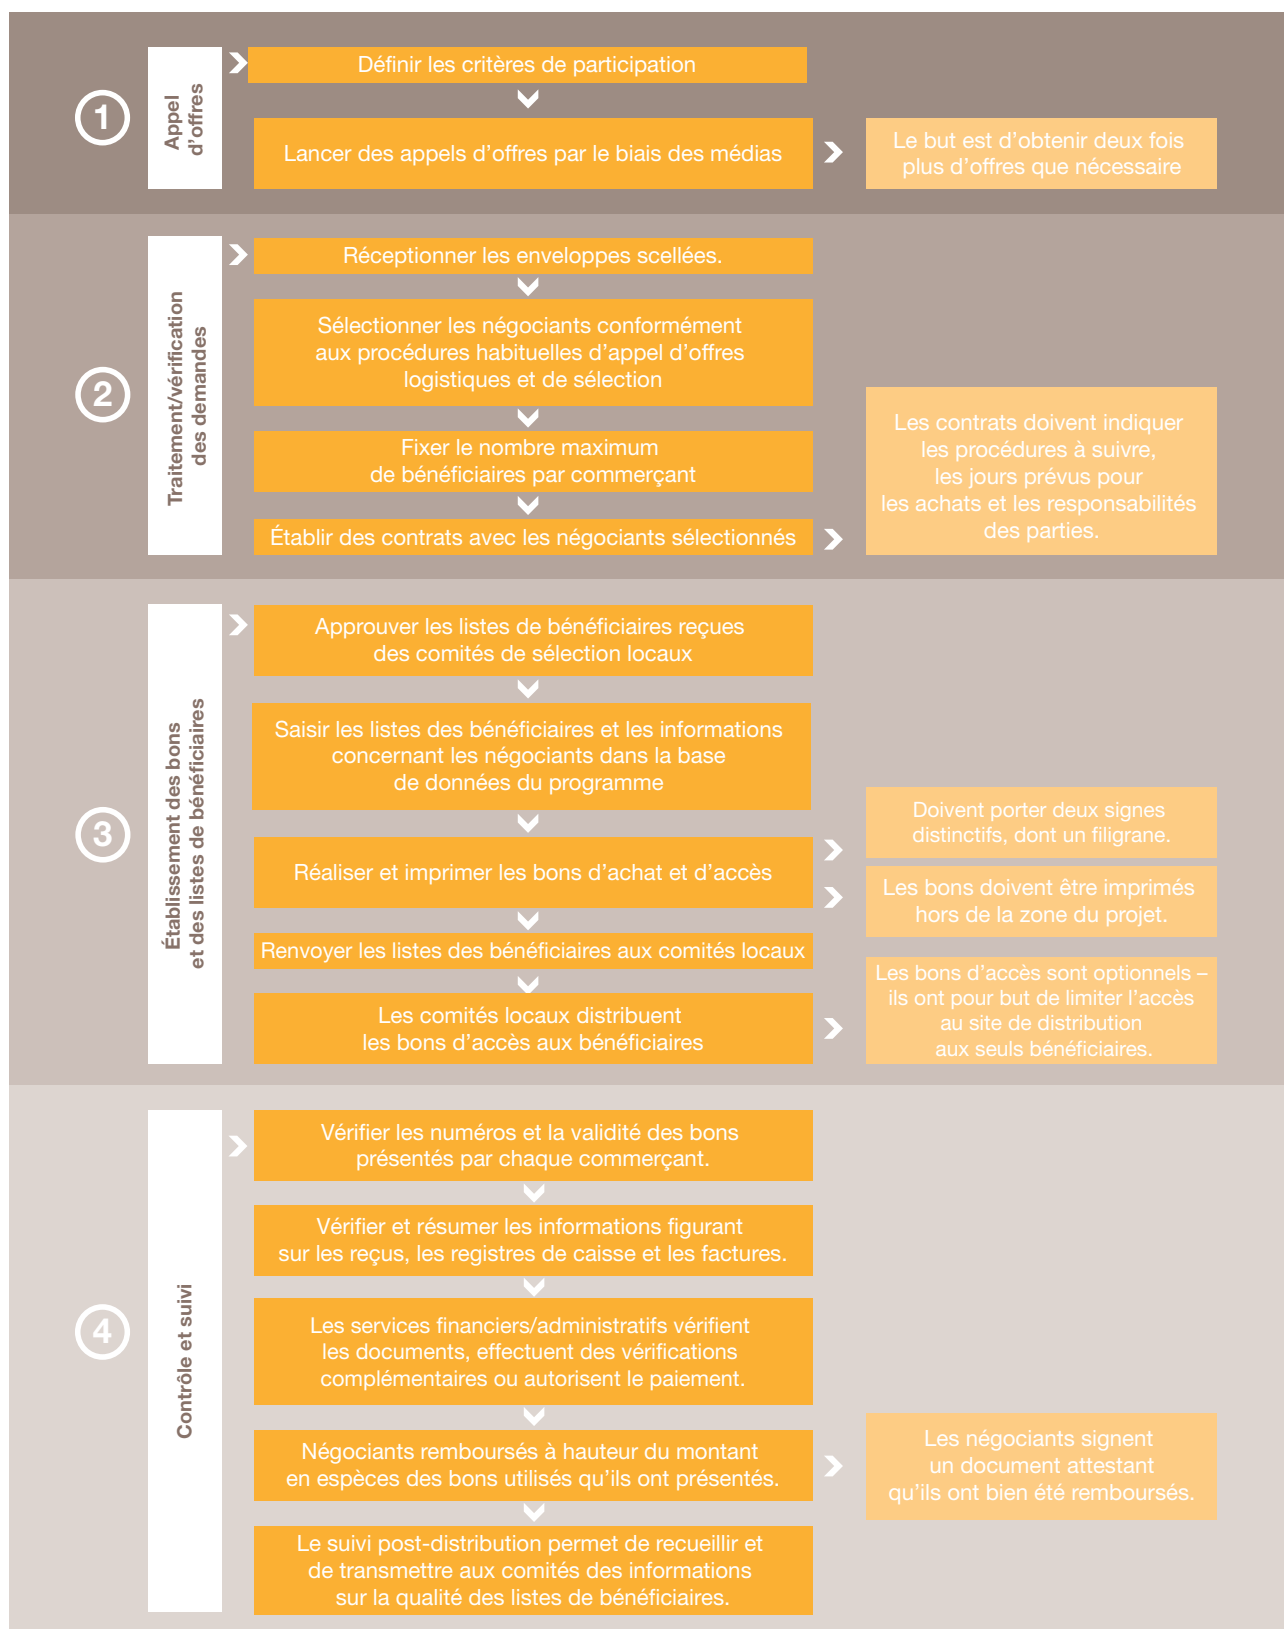 1
Appel
d'offres
Définir les critères de participation
Lancer des appels d'offres par le biais des médias
Le but est d'obtenir deux fois
plus d'offres que nécessaire
2
Traitement/vérification
des demandes
Réceptionner les enveloppes scellées.
Sélectionner les négociants conformément
aux procédures habituelles d'appel d'offres
logistiques et de sélection
Fixer le nombre maximum
de bénéficiaires par commerçant
Établir des contrats avec les négociants sélectionnés
Les contrats doivent indiquer
les procédures à suivre,
les jours prévus pour
les achats et les responsabilités
des parties.
3
Établissement des bons
et des listes de bénéficiaires
Approuver les listes de bénéficiaires reçues
des comités de sélection locaux
Saisir les listes des bénéficiaires et les informations
concernant les négociants dans la base
de données du programme
Réaliser et imprimer les bons d'achat et d'accès
Doivent porter deux signes
distinctifs, dont un filigrane.
Les bons doivent être imprimés
hors de la zone du projet.
Renvoyer les listes des bénéficiaires aux comités locaux
Les comités locaux distribuent
les bons d'accès aux bénéficiaires
Les bons d'accès sont optionnels –
ils ont pour but de limiter l'accès
au site de distribution
aux seuls bénéficiaires.
4
Contrôle et suivi
Vérifier les numéros et la validité des bons
présentés par chaque commerçant.
Vérifier et résumer les informations figurant
sur les reçus, les registres de caisse et les factures.
Les services financiers/administratifs vérifient
les documents, effectuent des vérifications
complémentaires ou autorisent le paiement.
Négociants remboursés à hauteur du montant
en espèces des bons utilisés qu'ils ont présentés.
Les négociants signent
un document attestant
qu'ils ont bien été remboursés.
Le suivi post-distribution permet de recueillir et
de transmettre aux comités des informations
sur la qualité des listes de bénéficiaires.